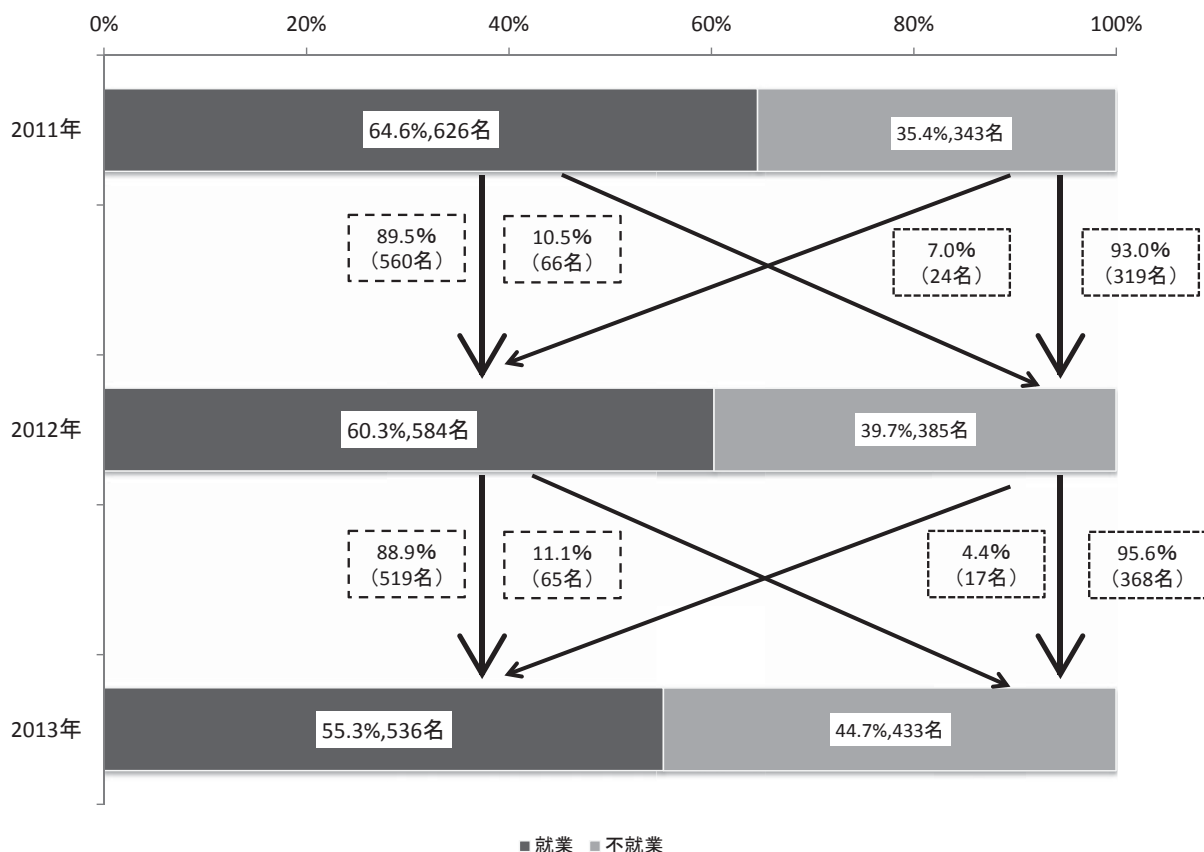 0% 20% 40% 60% 80% 100%
2011年
64.6%,626名
35.4%,343名
89.5%
（560名）
10.5%
（66名）
7.0%
（24名）
93.0%
（319名）
2012年
60.3%,584名
39.7%,385名
88.9%
（519名）
11.1%
（65名）
4.4%
（17名）
95.6%
（368名）
2013年
55.3%,536名
44.7%,433名
就業 不就業